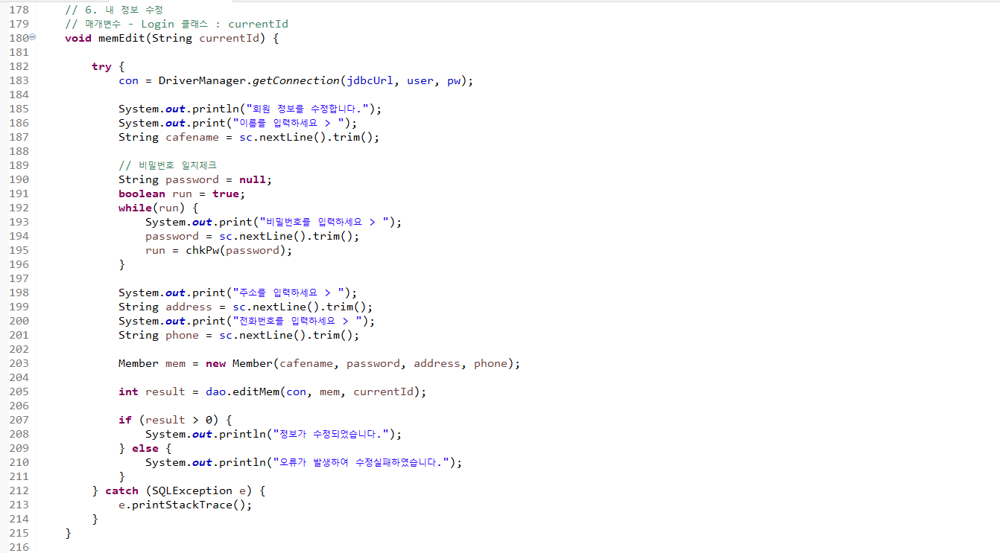 178 // 6. 내 정보 수정
179 // 매개변수 - Login 클래스 : currentId
180 void memEdit(String currentId) {
181
182 try {
183 con = DriverManager.getConnection(jdbcUrl, user, pw);
184
185 System.out.println("회원 정보를 수정합니다.");
186 System.out.print("이름를 입력하세요 > ");
187 String cafename = sc.nextLine().trim();
188
189 // 비밀번호 일치체크
190 String password = null;
191 boolean run = true;
192 while(run) {
193 System.out.print("비밀번호를 입력하세요 > ");
194 password = sc.nextLine().trim();
195 run = chkPw(password);
196 }
197
198 System.out.print("주소를 입력하세요 > ");
199 String address = sc.nextLine().trim();
200 System.out.print("전화번호를 입력하세요 > ");
201 String phone = sc.nextLine().trim();
202
203 Member mem = new Member(cafename, password, address, phone);
204
205 int result = dao.editMem(con, mem, currentId);
206
207 if (result > 0) {
208 System.out.println("정보가 수정되었습니다.");
209 } else {
210 System.out.println("오류가 발생하여 수정실패하였습니다.");
211 }
212 } catch (SQLException e) {
213 e.printStackTrace();
214 }
215 }
216